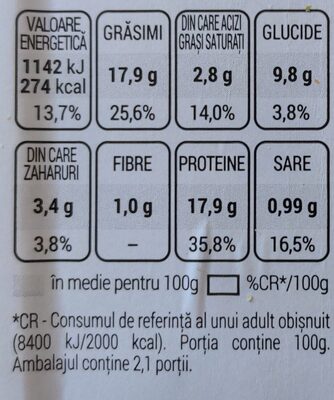 VALOARE ENERGETICĂ
1142 kJ
274 kcal
13,7%
GRĂSIMI
17,9 g
25,6%
DIN CARE ACIZI GRAȘI SATURAȚI
2,8 g
14,0%
GLUCIDE
9,8 g
3,8%
DIN CARE ZAHARURI
3,4 g
3,8%
FIBRE
1,0 g
–
PROTEINE
17,9 g
35,8%
SARE
0,99 g
16,5%
în medie pentru 100g %CR*/100g
*CR - Consumul de referință al unui adult obișnuit
(8400 kJ/2000 kcal). Porția conține 100g.
Ambalajul conține 2,1 porții.